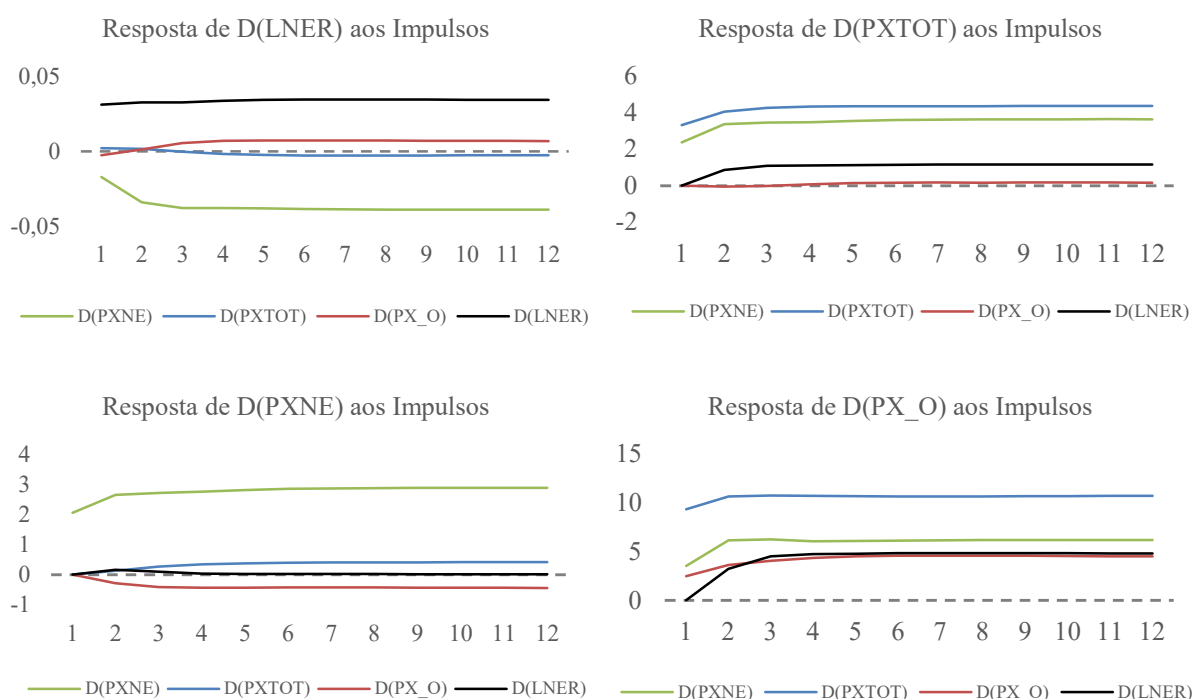 Resposta de D(LNER) aos Impulsos
0,05
0
-0,05
1 2 3 4 5 6 7 8 9 10 11 12
D(PXNE) D(PXTOT) D(PX_O) D(LNER)
Resposta de D(PXTOT) aos Impulsos
6
4
2
0
-2
1 2 3 4 5 6 7 8 9 10 11 12
D(PXNE) D(PXTOT) D(PX_O) D(LNER)
Resposta de D(PXNE) aos Impulsos
4
3
2
1
0
-1
1 2 3 4 5 6 7 8 9 10 11 12
D(PXNE) D(PXTOT) D(PX_O) D(LNER)
Resposta de D(PX_O) aos Impulsos
15
10
5
0
1 2 3 4 5 6 7 8 9 10 11 12
D(PXNE) D(PXTOT) D(PX_O) D(LNER)